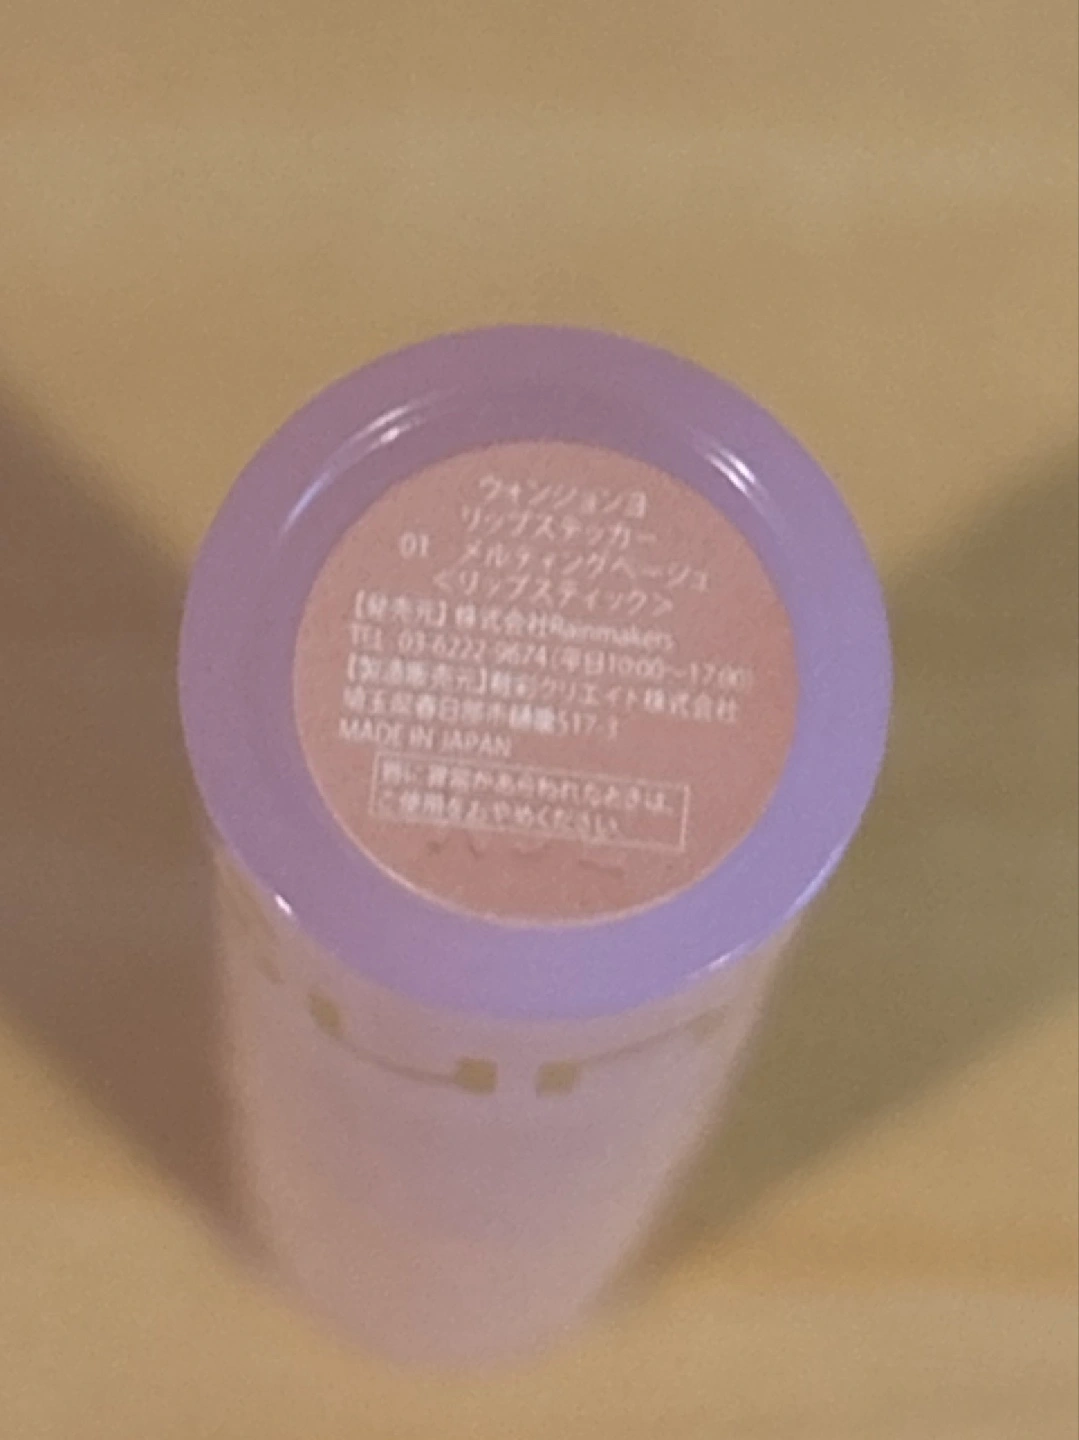 ウォンジョンヨ
リップステッカー
01 メルティングベージュ
<リップスティック>
【発売元】株式会社Rainmakers
TEL 03-6222-9674(平日10:00~17:00)
【製造販売元】 クリエイト株式会社
埼玉県春日部市樋籠517-3
MADE IN JAPAN
唇に異常があらわれたときは、
ご使用をおやめください。